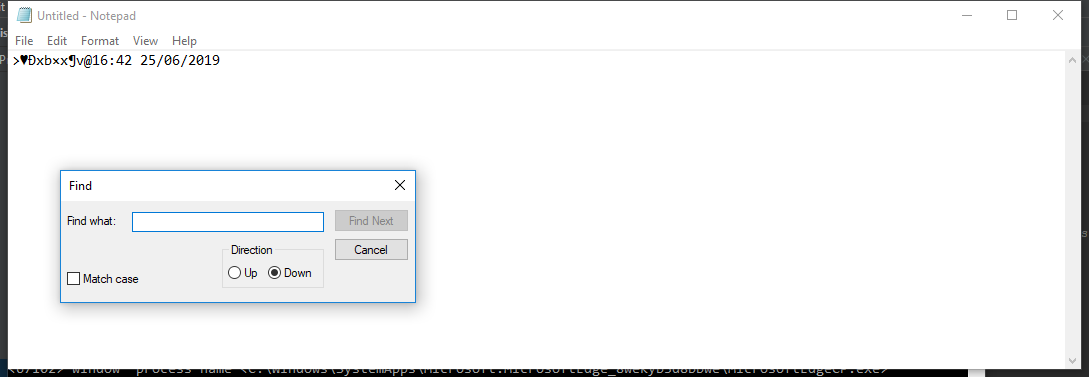 Untitled - Notepad
File Edit Format View Help
>♥Ðxb×x¶v@16:42 25/06/2019
Find
Find what:
Find Next
Direction
Cancel
Up
Down
Match case
window process name <C:\Windows\SystemApps\Microsoft.MicrosoftEdge_8wekyb3d8bbwe\MicrosoftEdgeCP.exe>